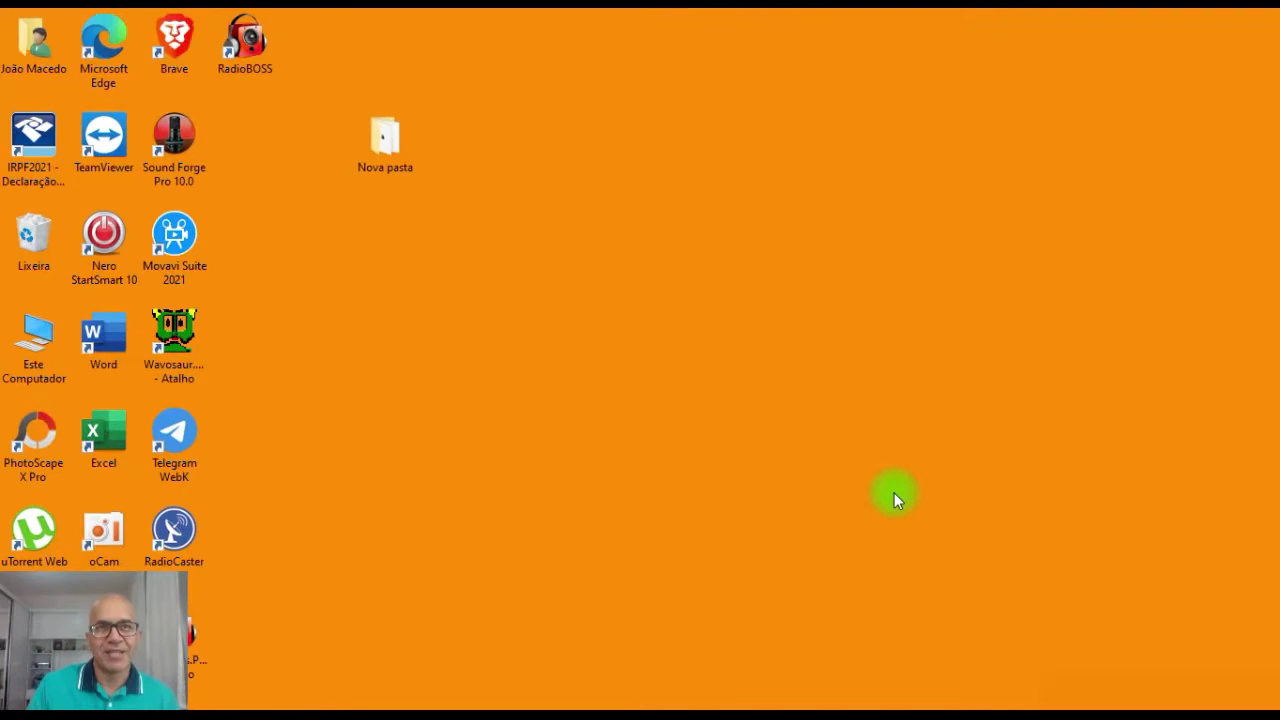 João Macedo
Microsoft
Edge
Brave
RadioBOSS
IRPF2021 -
Declaração...
TeamViewer
Sound Forge
Pro 10.0
Nova pasta
Lixeira
Nero
StartSmart 10
Movavi Suite
2021
Este
Computador
Word
Wavosaur....
- Atalho
PhotoScape
X Pro
Excel
Telegram
WebK
uTorrent Web
oCam
RadioCaster
s.P...
o